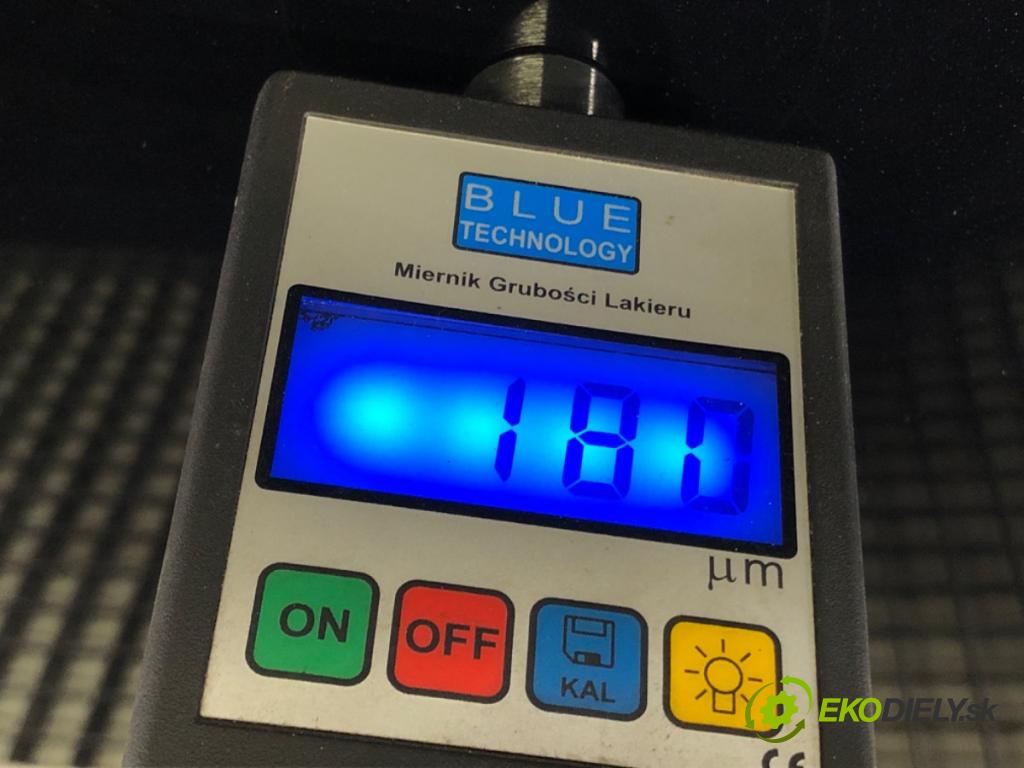 BLUE
TECHNOLOGY
Miernik Grubości Lakieru
180
μm
ON
OFF
KAL
EKODIELY.sk
CE